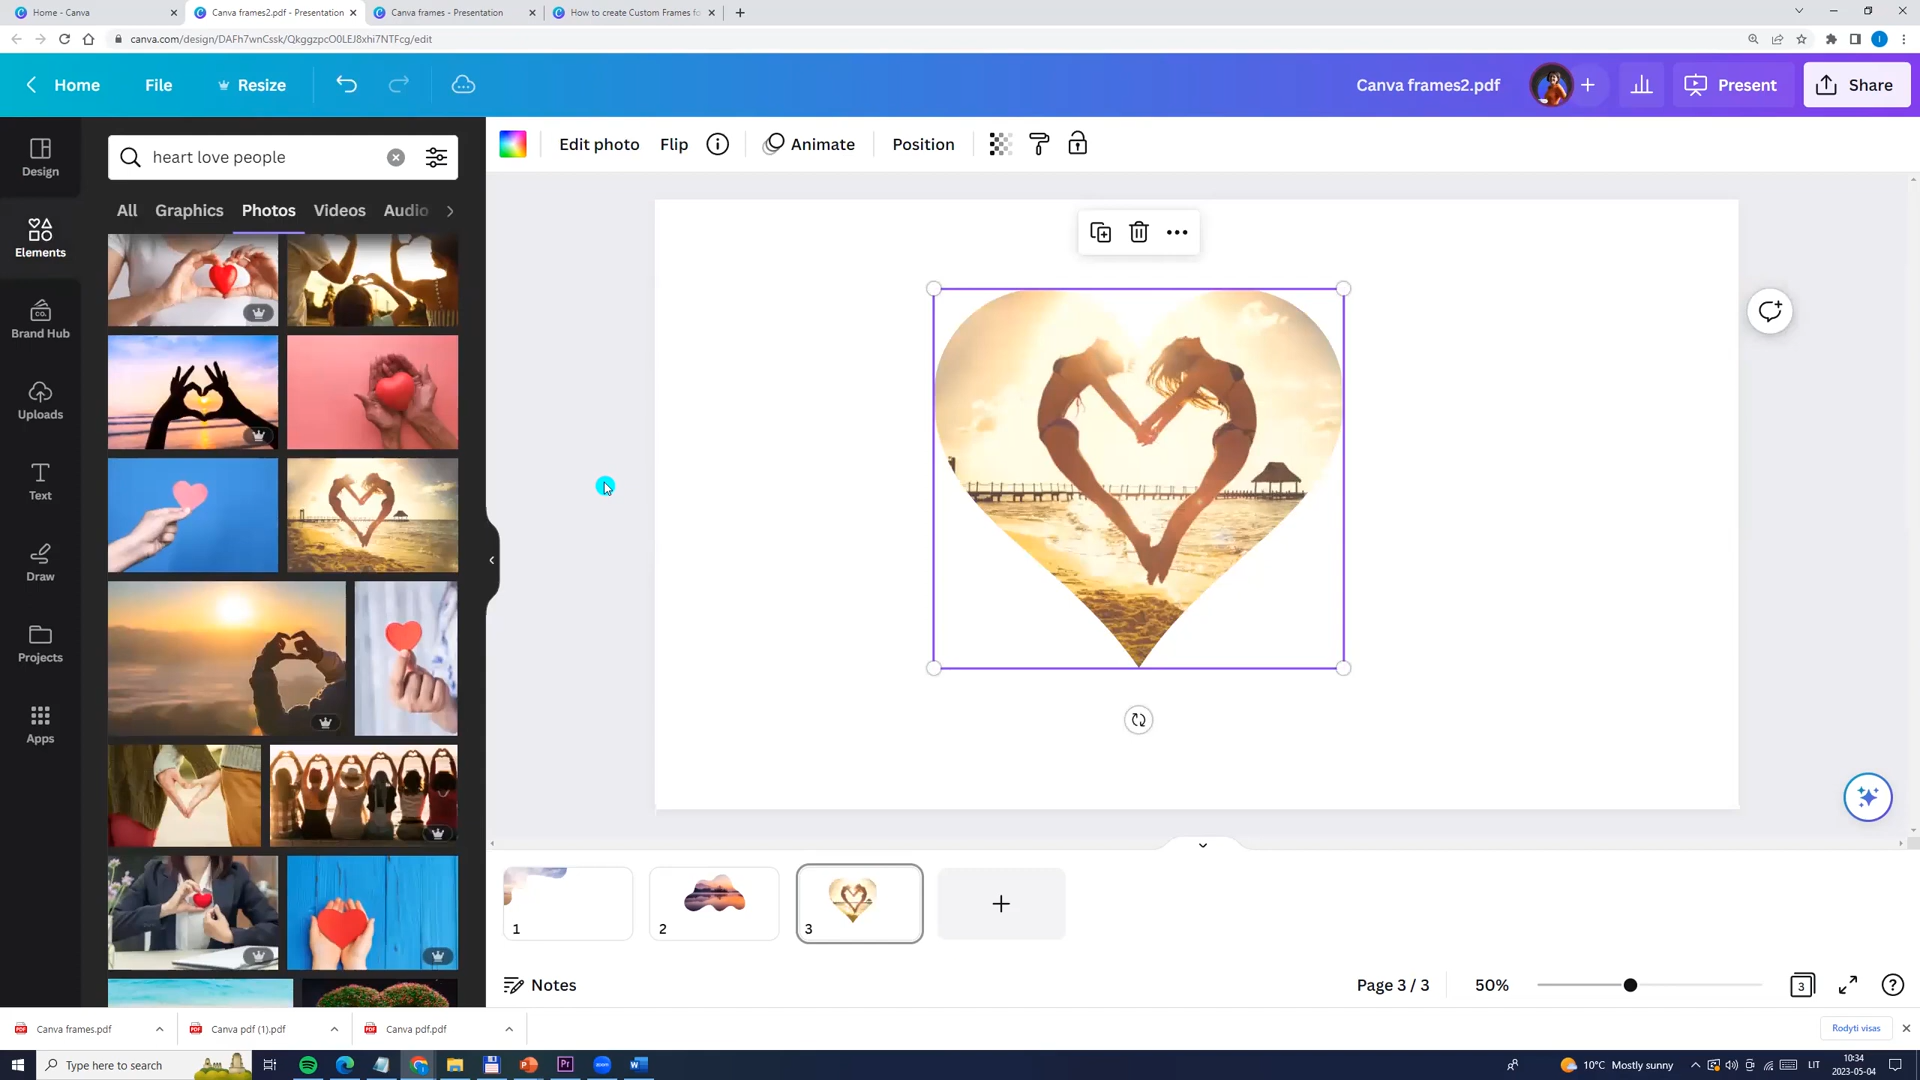 Home - Canva
Canva frames2.pdf - Presentation
Canva frames - Presentation
How to create Custom Frames fo
canva.com/design/DAFh7wnCssk/QkggzpcO0LEJ8xhi7NTFcg/edit
Home
File
Resize
Canva frames2.pdf
Present
Share
Design
Elements
Brand Hub
Uploads
Text
Draw
Projects
Apps
CO.
heart love people
All
Graphics
Photos
Videos
Audio
Edit photo
Flip
Animate
Position
1
2
3
Notes
Page 3 / 3
50%
3
Canva frames.pdf
Canva pdf (1).pdf
Canva pdf.pdf
Rodyti visas
Type here to search
10°C Mostly sunny
LIT
10:34
2023-05-04